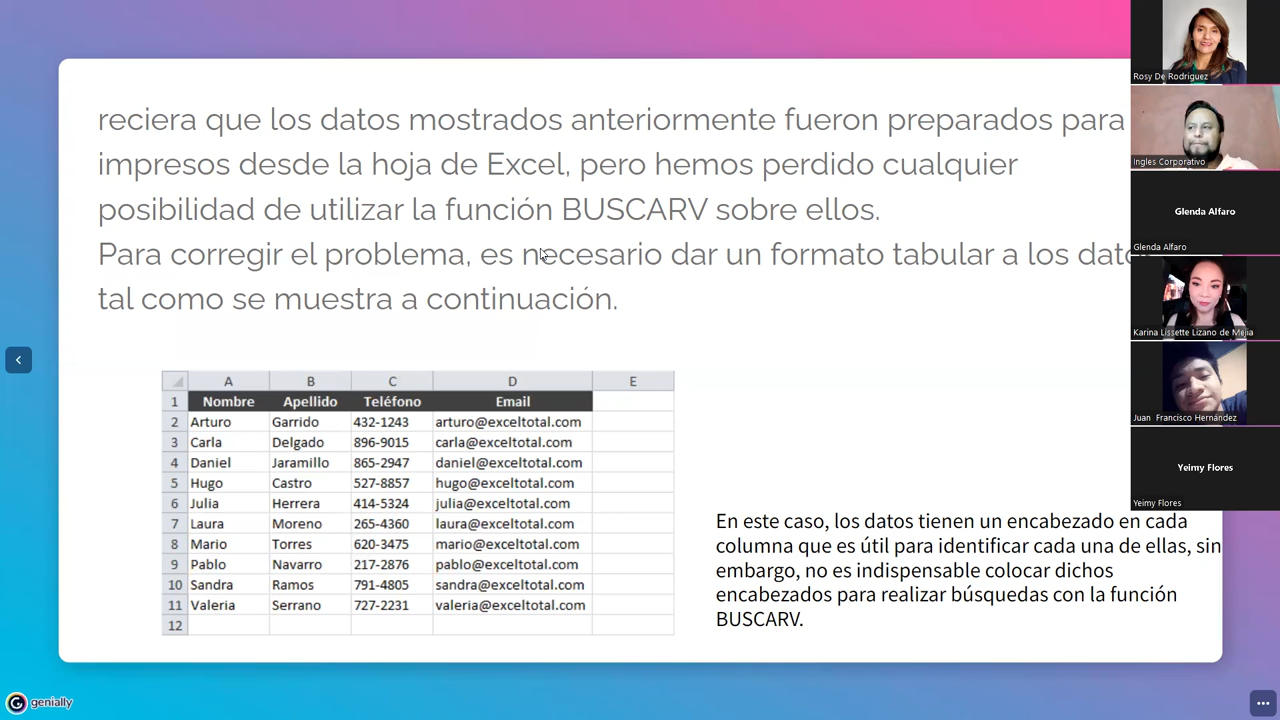 reciera que los datos mostrados anteriormente fueron preparados para
impresos desde la hoja de Excel, pero hemos perdido cualquier
posibilidad de utilizar la función BUSCARV sobre ellos.
Para corregir el problema, es necesario dar un formato tabular a los dato
tal como se muestra a continuación.
A B C D E
1 Nombre Apellido Teléfono Email
2 Arturo Garrido 432-1243 arturo@exceltotal.com
3 Carla Delgado 896-9015 carla@exceltotal.com
4 Daniel Jaramillo 865-2947 daniel@exceltotal.com
5 Hugo Castro 527-8857 hugo@exceltotal.com
6 Julia Herrera 414-5324 julia@exceltotal.com
7 Laura Moreno 265-4360 laura@exceltotal.com
8 Mario Torres 620-3475 mario@exceltotal.com
9 Pablo Navarro 217-2876 pablo@exceltotal.com
10 Sandra Ramos 791-4805 sandra@exceltotal.com
11 Valeria Serrano 727-2231 valeria@exceltotal.com
12
En este caso, los datos tienen un encabezado en cada
columna que es útil para identificar cada una de ellas, sin
embargo, no es indispensable colocar dichos
encabezados para realizar búsquedas con la función
BUSCARV.
genially
Rosy De Rodriguez
Ingles Corporativo
Glenda Alfaro
Glenda Alfaro
Karina Lissette Lizano de Mejia
Juan Francisco Hernández
Yeimy Flores
Yeimy Flores